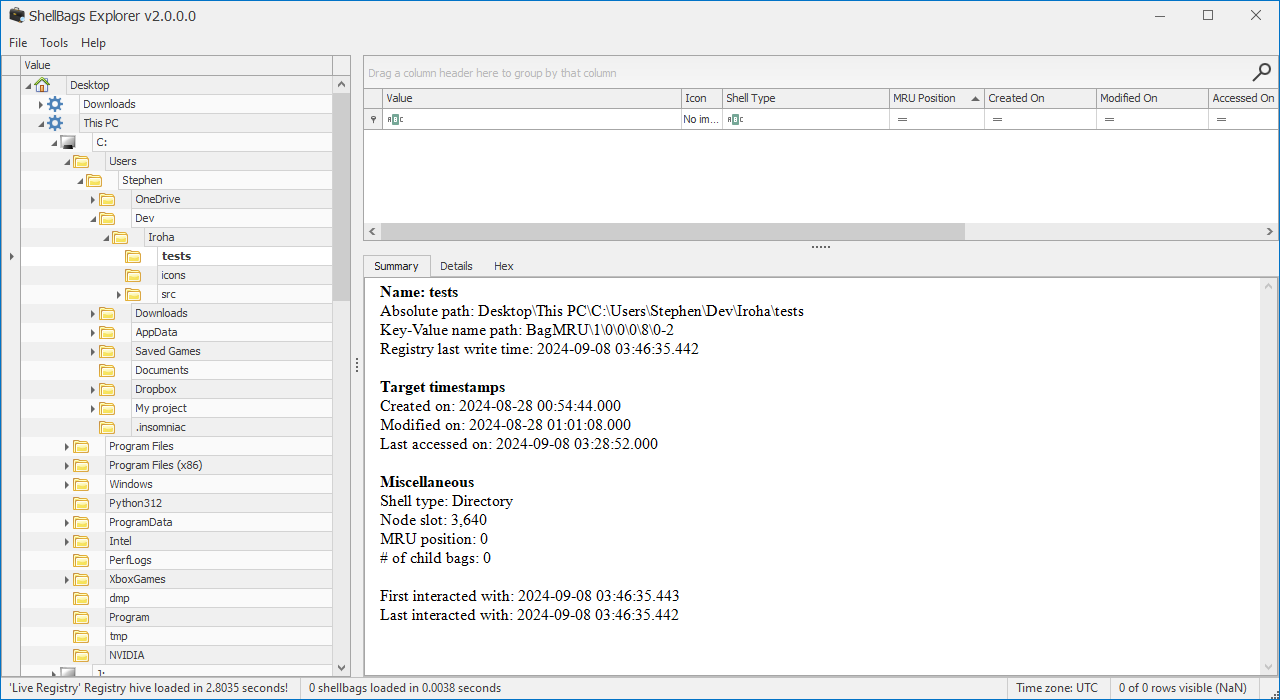 ShellBags Explorer v2.0.0.0
File Tools Help
Value
Desktop
Downloads
This PC
C:
Users
Stephen
OneDrive
Dev
Iroha
tests
icons
src
Downloads
AppData
Saved Games
Documents
Dropbox
My project
.insomniac
Program Files
Program Files (x86)
Windows
Python312
ProgramData
Intel
PerfLogs
XboxGames
dmp
Program
tmp
NVIDIA
Drag a column header here to group by that column
Value Icon Shell Type MRU Position Created On Modified On Accessed On
ABC No im... ABC = = = =
Summary Details Hex
Name: tests
Absolute path: Desktop\This PC\C:\Users\Stephen\Dev\Iroha\tests
Key-Value name path: BagMRU\1\0\0\0\8\0-2
Registry last write time: 2024-09-08 03:46:35.442
Target timestamps
Created on: 2024-08-28 00:54:44.000
Modified on: 2024-08-28 01:01:08.000
Last accessed on: 2024-09-08 03:28:52.000
Miscellaneous
Shell type: Directory
Node slot: 3,640
MRU position: 0
# of child bags: 0
First interacted with: 2024-09-08 03:46:35.443
Last interacted with: 2024-09-08 03:46:35.442
'Live Registry' Registry hive loaded in 2.8035 seconds! 0 shellbags loaded in 0.0038 seconds Time zone: UTC 0 of 0 rows visible (NaN)